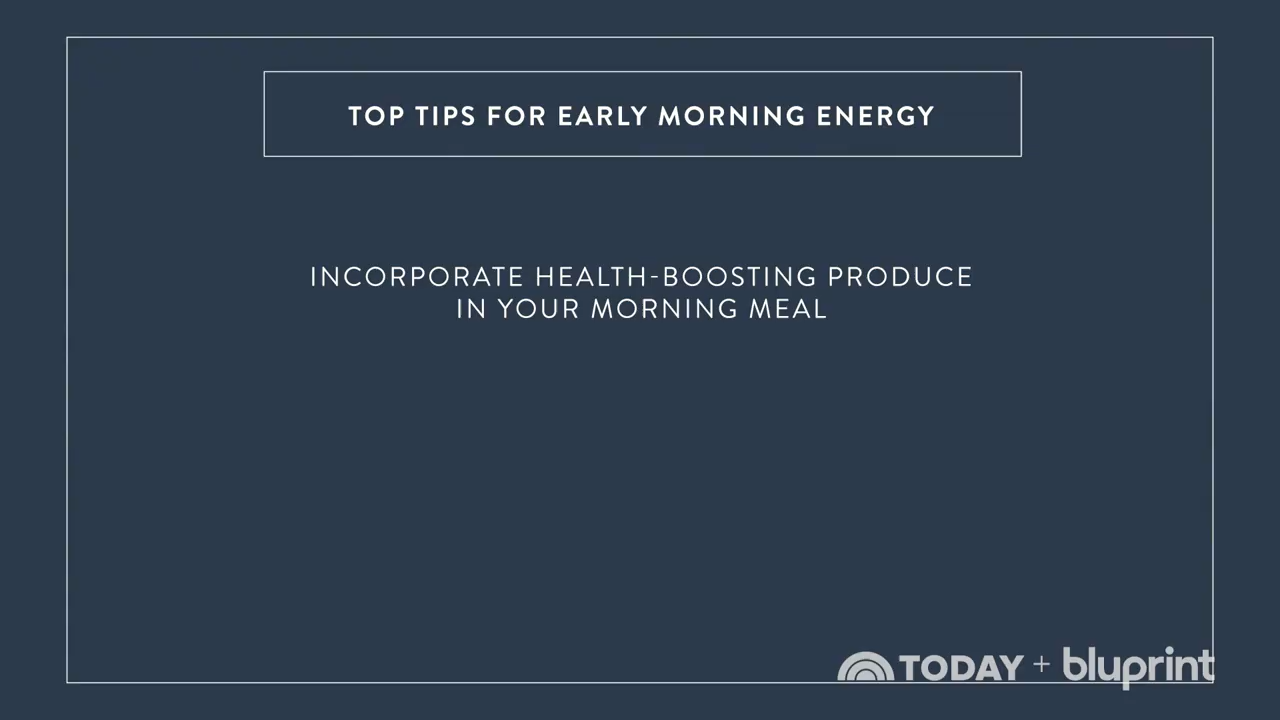 TOP TIPS FOR EARLY MORNING ENERGY
INCORPORATE HEALTH-BOOSTING PRODUCE
IN YOUR MORNING MEAL
TODAY + bluprint